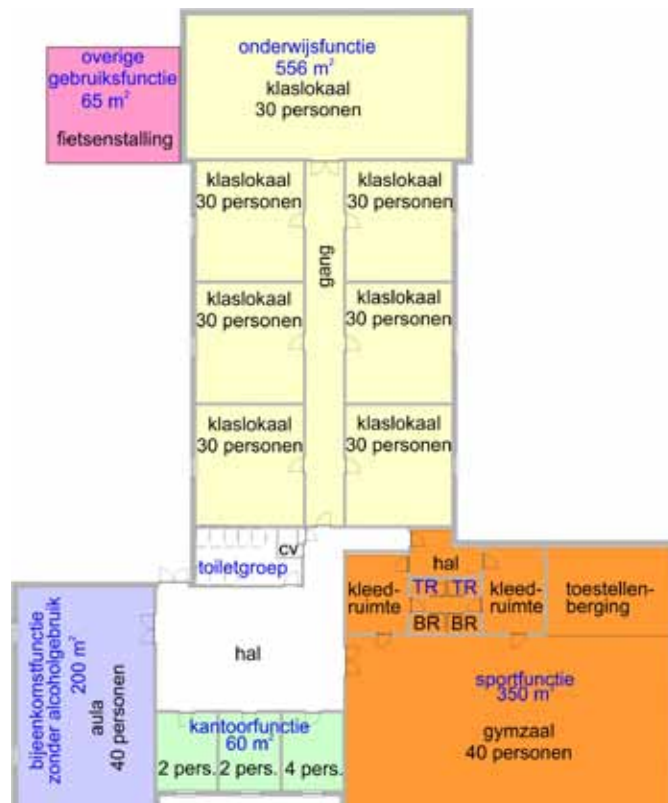 overige
gebruiksfunctie
65 m²
fietsenstalling
onderwijsfunctie
556 m²
klaslokaal
30 personen
klaslokaal
30 personen
klaslokaal
30 personen
gang
klaslokaal
30 personen
klaslokaal
30 personen
klaslokaal
30 personen
klaslokaal
30 personen
cv
toiletgroep
hal
kleed-
ruimte
TR TR
BR BR
kleed-
ruimte
toestellen-
berging
bijeenkomstfunctie
zonder alcoholgebruik
200 m²
aula
40 personen
hal
sportfunctie
350 m²
gymzaal
40 personen
kantoorfunctie
60 m²
2 pers. 2 pers. 4 pers.